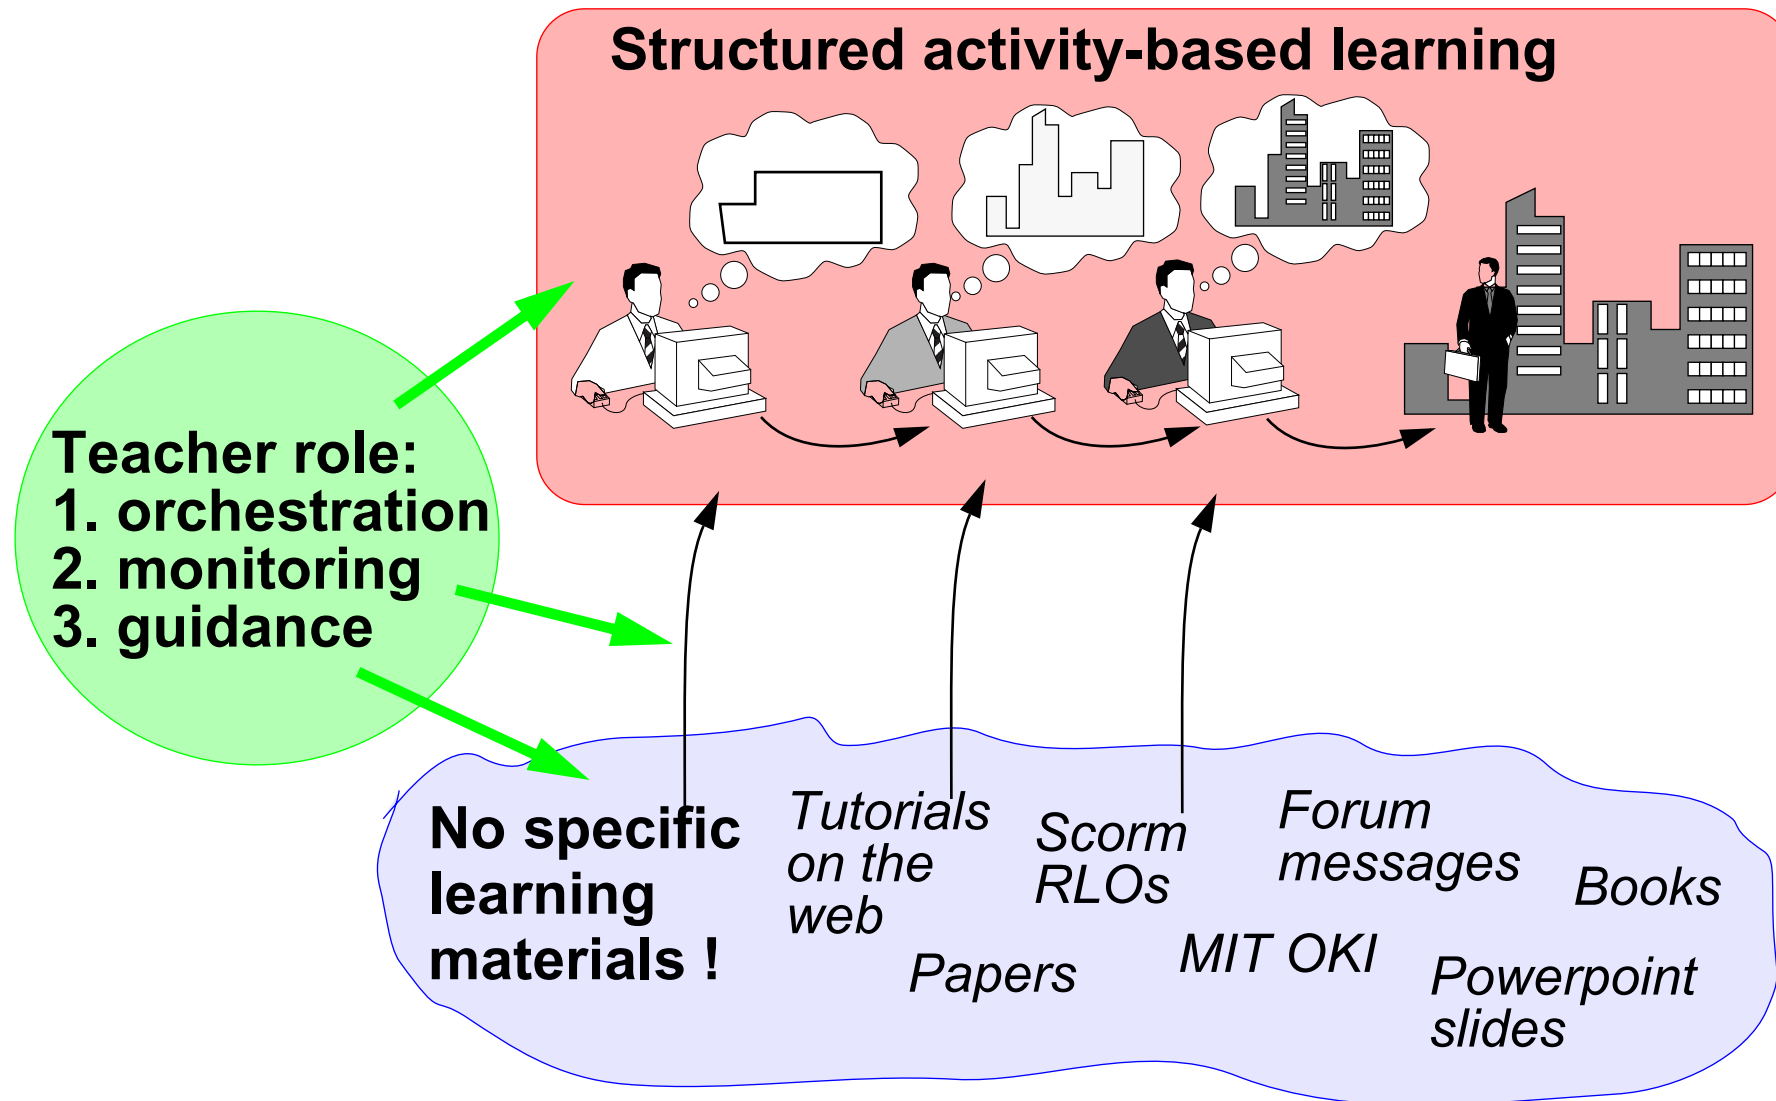 Structured activity-based learning
Teacher role:
1. orchestration
2. monitoring
3. guidance
No specific
learning
materials !
Tutorials
on the
web
Scorm
RLOs
Forum
messages
Books
Papers
MIT OKI
Powerpoint
slides